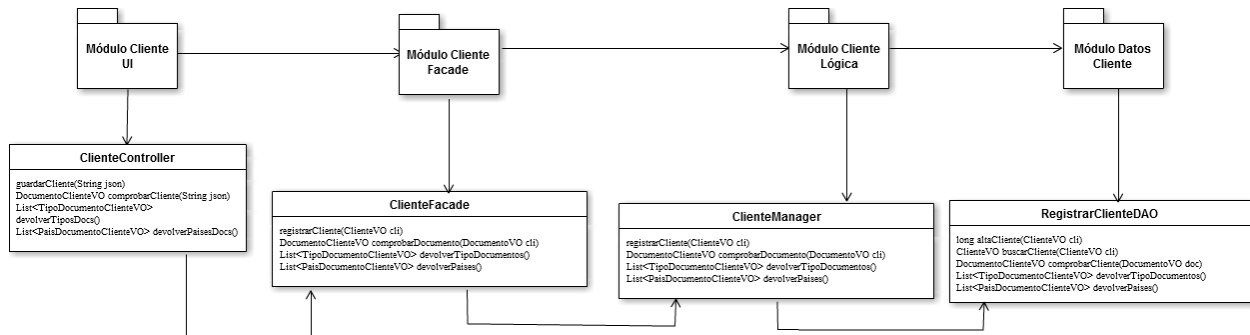 Módulo Cliente
UI
Módulo Cliente
Facade
Módulo Cliente
Lógica
Módulo Datos
Cliente
ClienteController
guardarCliente(String json)
DocumentoClienteVO comprobarCliente(String json)
List<TipoDocumentoClienteVO>
devolverTiposDocs()
List<PaisDocumentoClienteVO> devolverPaisesDocs()
ClienteFacade
registrarCliente(ClienteVO cli)
DocumentoClienteVO comprobarDocumento(DocumentoVO cli)
List<TipoDocumentoClienteVO> devolverTipoDocumentos()
List<PaisDocumentoClienteVO> devolverPaises()
ClienteManager
registrarCliente(ClienteVO cli)
DocumentoClienteVO comprobarDocumento(DocumentoVO cli)
List<TipoDocumentoClienteVO> devolverTipoDocumentos()
List<PaisDocumentoClienteVO> devolverPaises()
RegistrarClienteDAO
long altaCliente(ClienteVO cli)
ClienteVO buscarCliente(ClienteVO cli)
DocumentoClienteVO comprobarCliente(DocumentoVO doc)
List<TipoDocumentoClienteVO> devolverTipoDocumentos()
List<PaisDocumentoClienteVO> devolverPaises()